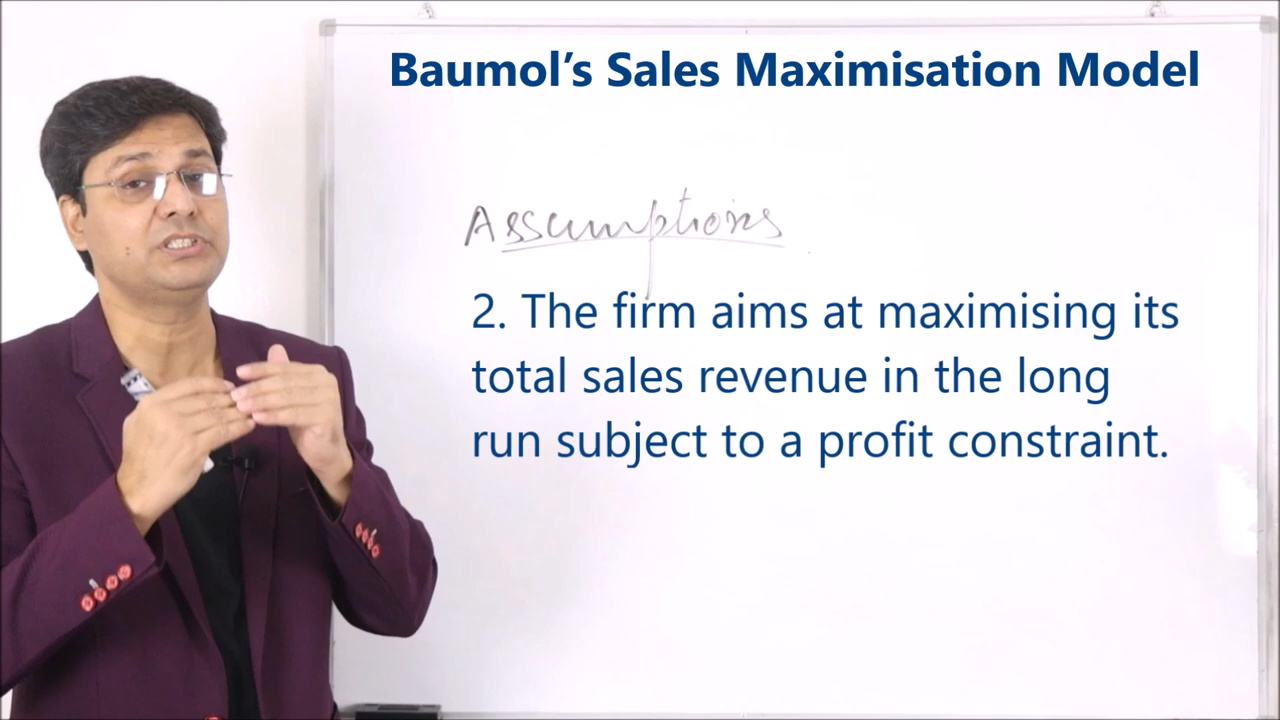 Baumol’s Sales Maximisation Model
Assumptions
2. The firm aims at maximising its
total sales revenue in the long
run subject to a profit constraint.